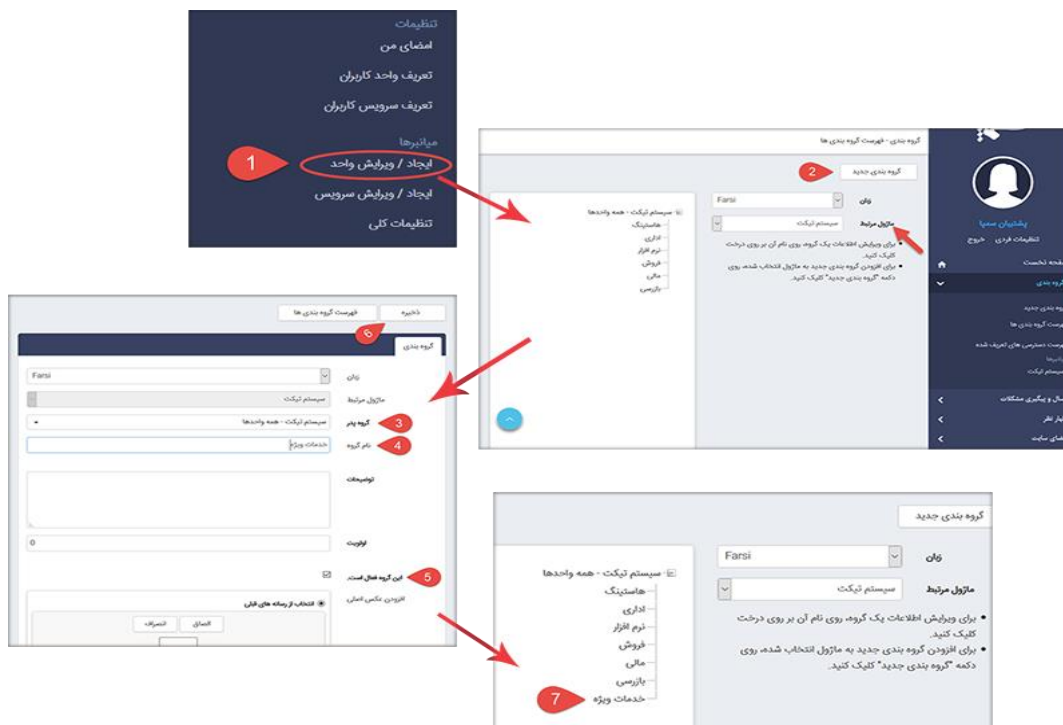 تنظیمات
امضای من
تعریف واحد کاربران
تعریف سرویس کاربران
میانبرها
ایجاد / ویرایش واحد
1
ایجاد / ویرایش سرویس
تنظیمات کلی
گروه بندی - فهرست گروه بندی ها
گروه بندی جدید
2
زبان
Farsi
ماژول مرتبط
سیستم تیکت
برای ویرایش اطلاعات یک گروه، روی نام آن بر روی درخت
کلیک کنید.
برای افزودن گروه بندی جدید به ماژول انتخاب شده، روی
دکمه "گروه بندی جدید" کلیک کنید.
سیستم تیکت - همه واحدها
هاستینگ
اداری
نرم افزار
فروش
مالی
بازرسی
پشتیبان سمپا
تنظیمات فردی خروج
صفحه نخست
گروه بندی
گروه بندی جدید
فهرست گروه بندی ها
فهرست دسترسی های تعریف شده
میانبرها
سیستم تیکت
ارسال و پیگیری مشکلات
ذخیره
فهرست گروه بندی ها
6
گروه بندی
زبان
Farsi
ماژول مرتبط
سیستم تیکت
3
گروه پدر
سیستم تیکت - همه واحدها
4
نام گروه
خدمات ویژه
توضیحات
اولویت
0
5
این گروه فعال است.
افزودن عکس اصلی
انتخاب از رسانه های قبلی
الصاق
انصراف
گروه بندی جدید
زبان
Farsi
ماژول مرتبط
سیستم تیکت
برای ویرایش اطلاعات یک گروه، روی نام آن بر روی درخت
کلیک کنید.
برای افزودن گروه بندی جدید به ماژول انتخاب شده، روی
دکمه "گروه بندی جدید" کلیک کنید.
سیستم تیکت - همه واحدها
هاستینگ
اداری
نرم افزار
فروش
مالی
بازرسی
خدمات ویژه
7